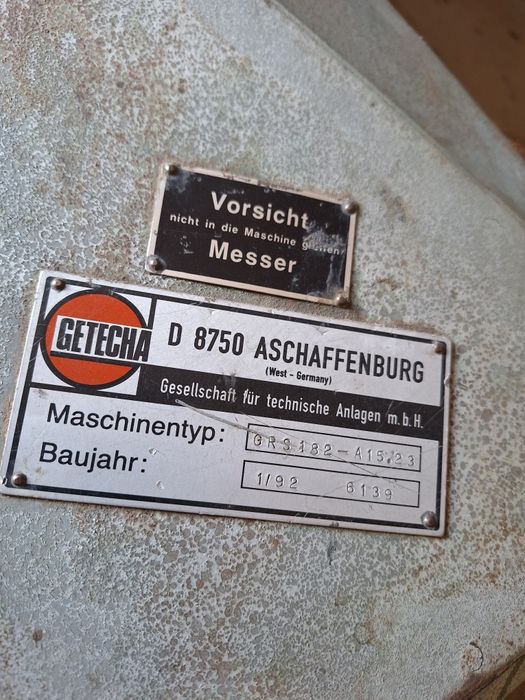 Vorsicht
nicht in die Maschine greifen
Messer
GETECHA
D 8750 ASCHAFFENBURG
(West - Germany)
Gesellschaft für technische Anlagen m.b.H.
Maschinentyp: GRS182-A15.23
Baujahr: 1/92 6139